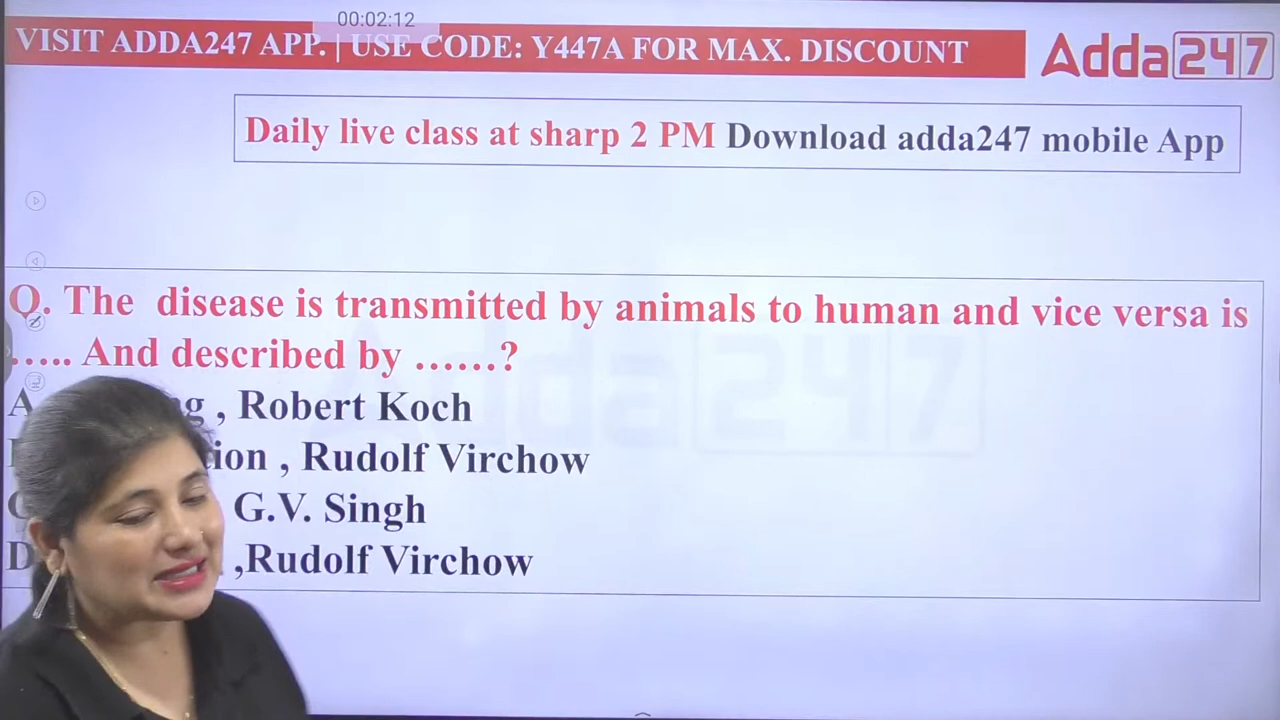 00:02:12
VISIT ADDA247 APP. | USE CODE: Y447A FOR MAX. DISCOUNT
Adda247
Daily live class at sharp 2 PM Download adda247 mobile App
Q. The disease is transmitted by animals to human and vice versa is
..... And described by ......?
A , Robert Koch
, Rudolf Virchow
G.V. Singh
D ,Rudolf Virchow
Adda247